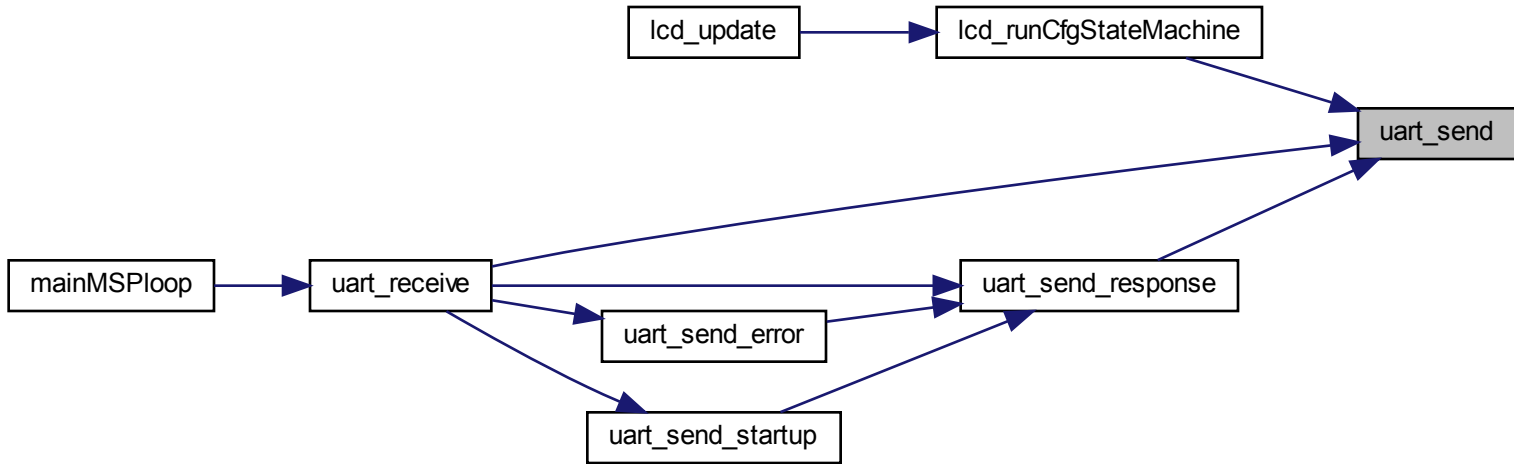 lcd_update
lcd_runCfgStateMachine
uart_send
mainMSPloop
uart_receive
uart_send_response
uart_send_error
uart_send_startup